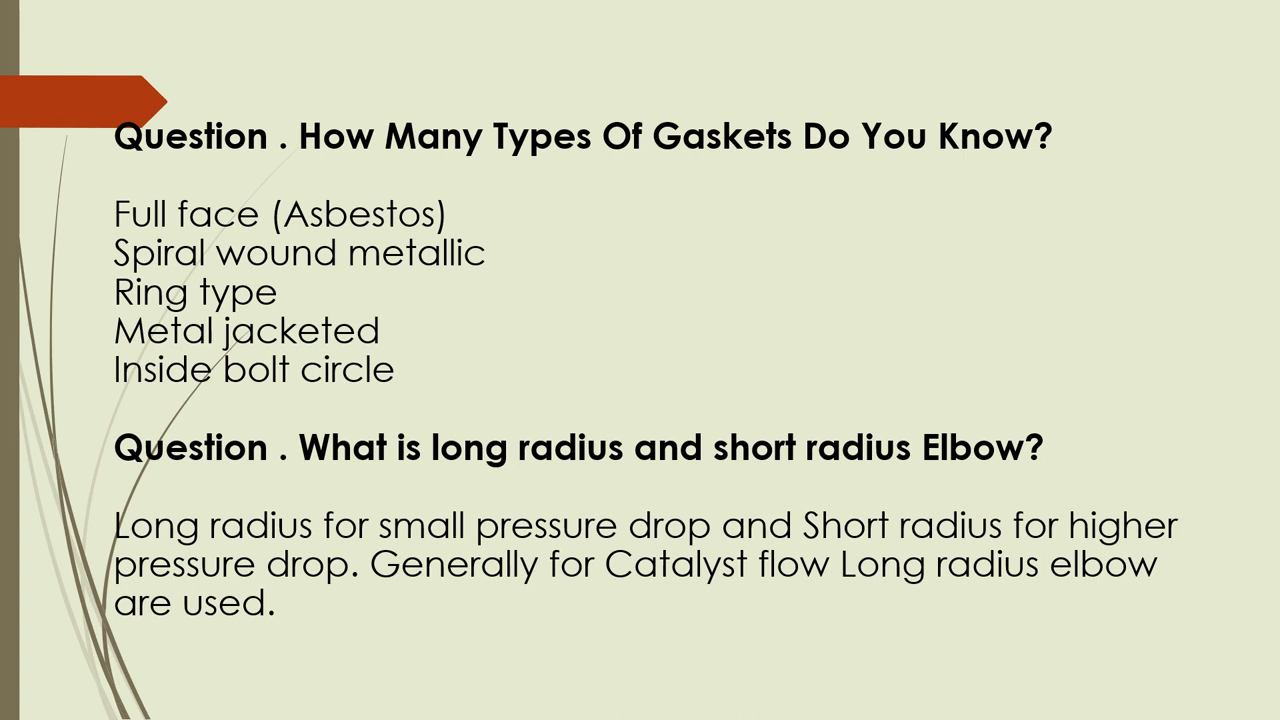 Question . How Many Types Of Gaskets Do You Know?
Full face (Asbestos)
Spiral wound metallic
Ring type
Metal jacketed
Inside bolt circle
Question . What is long radius and short radius Elbow?
Long radius for small pressure drop and Short radius for higher
pressure drop. Generally for Catalyst flow Long radius elbow
are used.